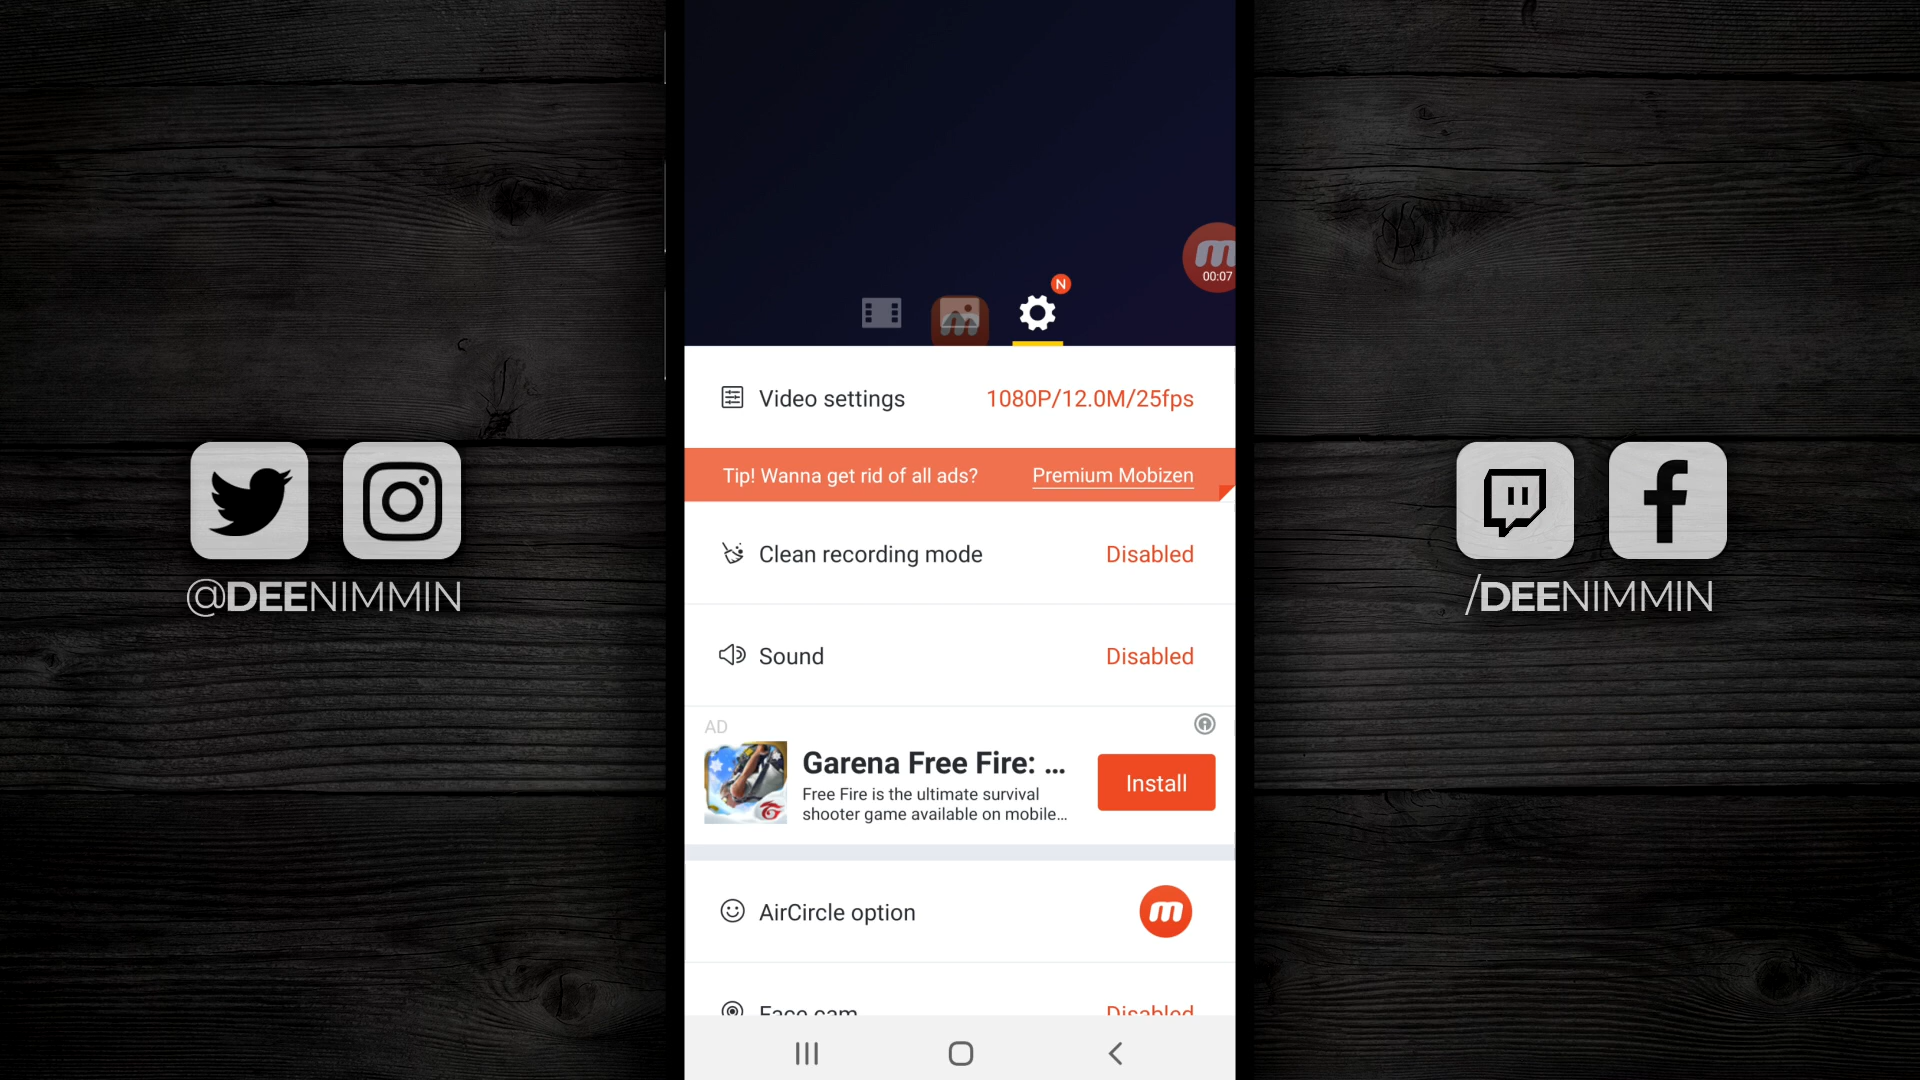 m
00:07
N
m
Video settings
1080P/12.0M/25fps
Tip! Wanna get rid of all ads?
Premium Mobizen
Clean recording mode
Disabled
Sound
Disabled
AD
Garena Free Fire: ...
Install
Free Fire is the ultimate survival
shooter game available on mobile...
AirCircle option
m
Face cam
Disabled
@DEENIMMIN
/DEENIMMIN